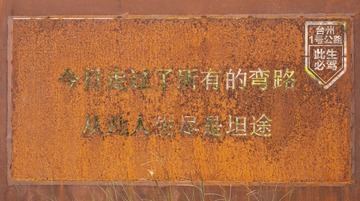 今日走过了所有的弯路
从此人生尽是坦途
台州
1号公路
此生
必驾